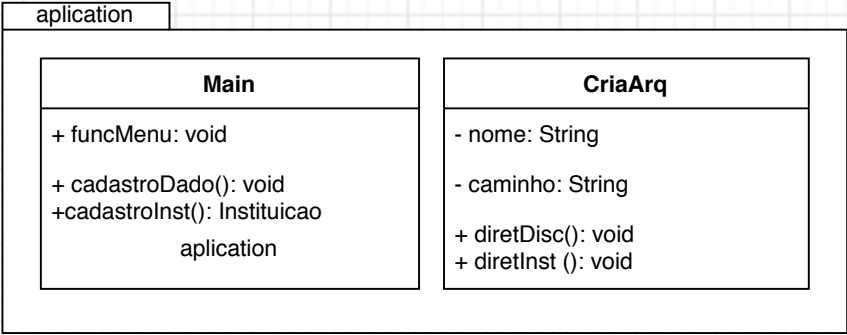 aplication
Main
+ funcMenu: void
+ cadastroDado(): void
+cadastroInst(): Instituicao
aplication
CriaArq
- nome: String
- caminho: String
+ diretDisc(): void
+ diretInst (): void